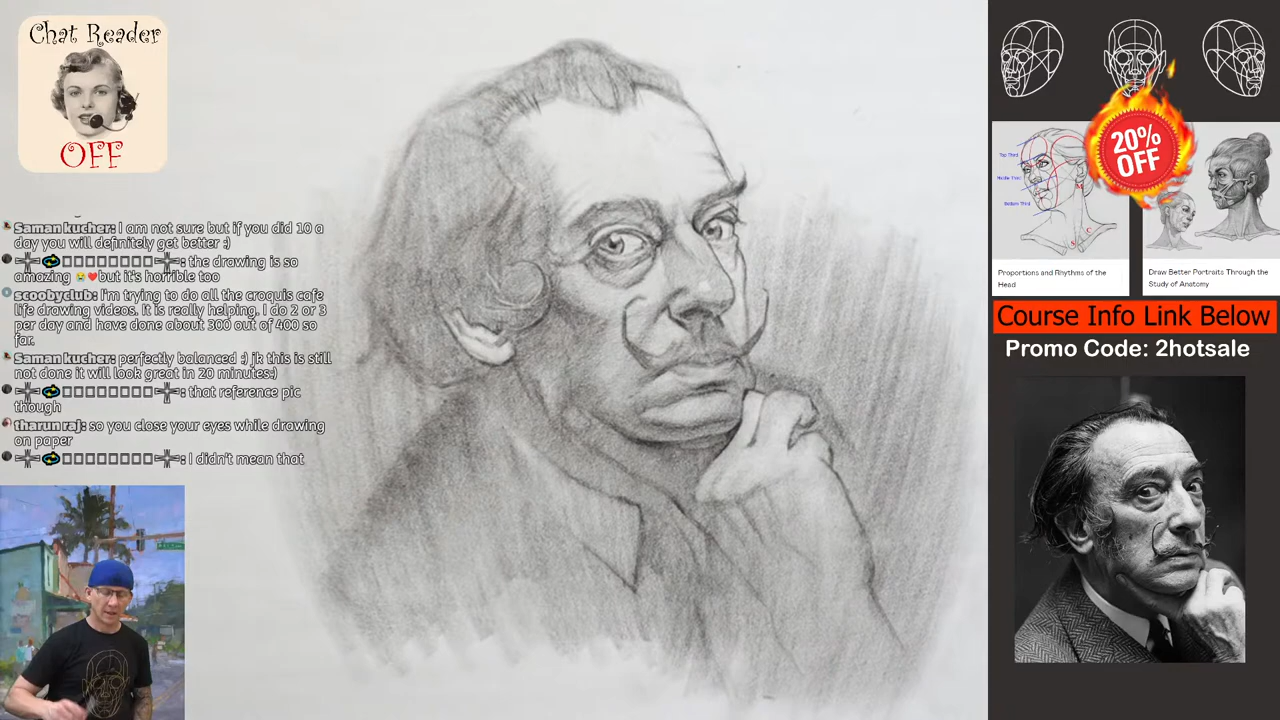 Chat Reader
OFF
Saman kucher: I am not sure but if you did 10 a
day you will definitely get better :)
: the drawing is so
amazing 😭❤️but it's horrible too
scoobyclub: I'm trying to do all the croquis cafe
life drawing videos. It is really helping. I do 2 or 3
per day and have done about 300 out of 400 so
far.
Saman kucher: perfectly balanced :) jk this is still
not done it will look great in 20 minutes:)
: that reference pic
though
tharun raj: so you close your eyes while drawing
on paper
: I didn't mean that
20%
OFF
Top Third
Middle Third
Bottom Third
S
C
Proportions and Rhythms of the
Head
Draw Better Portraits Through the
Study of Anatomy
Course Info Link Below
Promo Code: 2hotsale